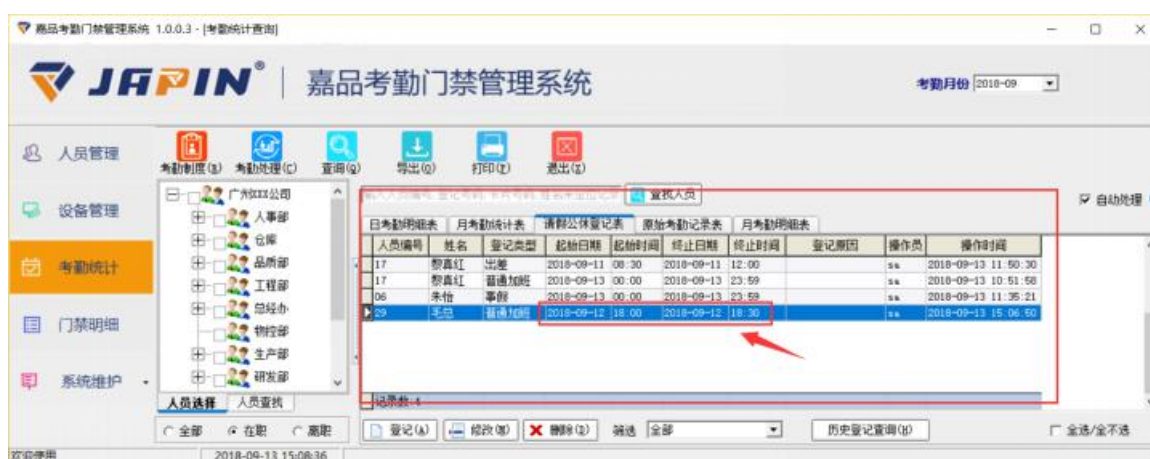 嘉品考勤门禁管理系统 1.0.0.3 - [考勤统计查询]
JAPIN® 嘉品考勤门禁管理系统 考勤月份 2018-09
人员管理
设备管理
考勤统计
门禁明细
系统维护
考勤制度(B) 考勤处理(C) 查询(Q) 导出(O) 打印(P) 退出(X)
广州XXX公司
人事部
仓库
品质部
工程部
总经办
物控部
生产部
研发部
人员选择 人员查找
全部 在职 离职
查找人员
自动处理
日考勤明细表 月考勤统计表 请假公休登记表 原始考勤记录表 月考勤明细表
人员编号 姓名 登记类型 起始日期 起始时间 终止日期 终止时间 登记原因 操作员 操作时间
17 黎真红 出差 2018-09-11 08:30 2018-09-11 12:00 sa 2018-09-13 11:50:30
17 黎真红 普通加班 2018-09-13 00:00 2018-09-13 23:59 sa 2018-09-13 10:51:58
06 朱怡 事假 2018-09-13 00:00 2018-09-13 23:59 sa 2018-09-13 11:35:21
29 毛总 普通加班 2018-09-12 18:00 2018-09-12 18:30 sa 2018-09-13 15:06:50
记录数:4
登记(A) 修改(M) 删除(D) 筛选 全部 历史登记查询(H) 全选/全不选
欢迎使用 2018-09-13 15:08:36